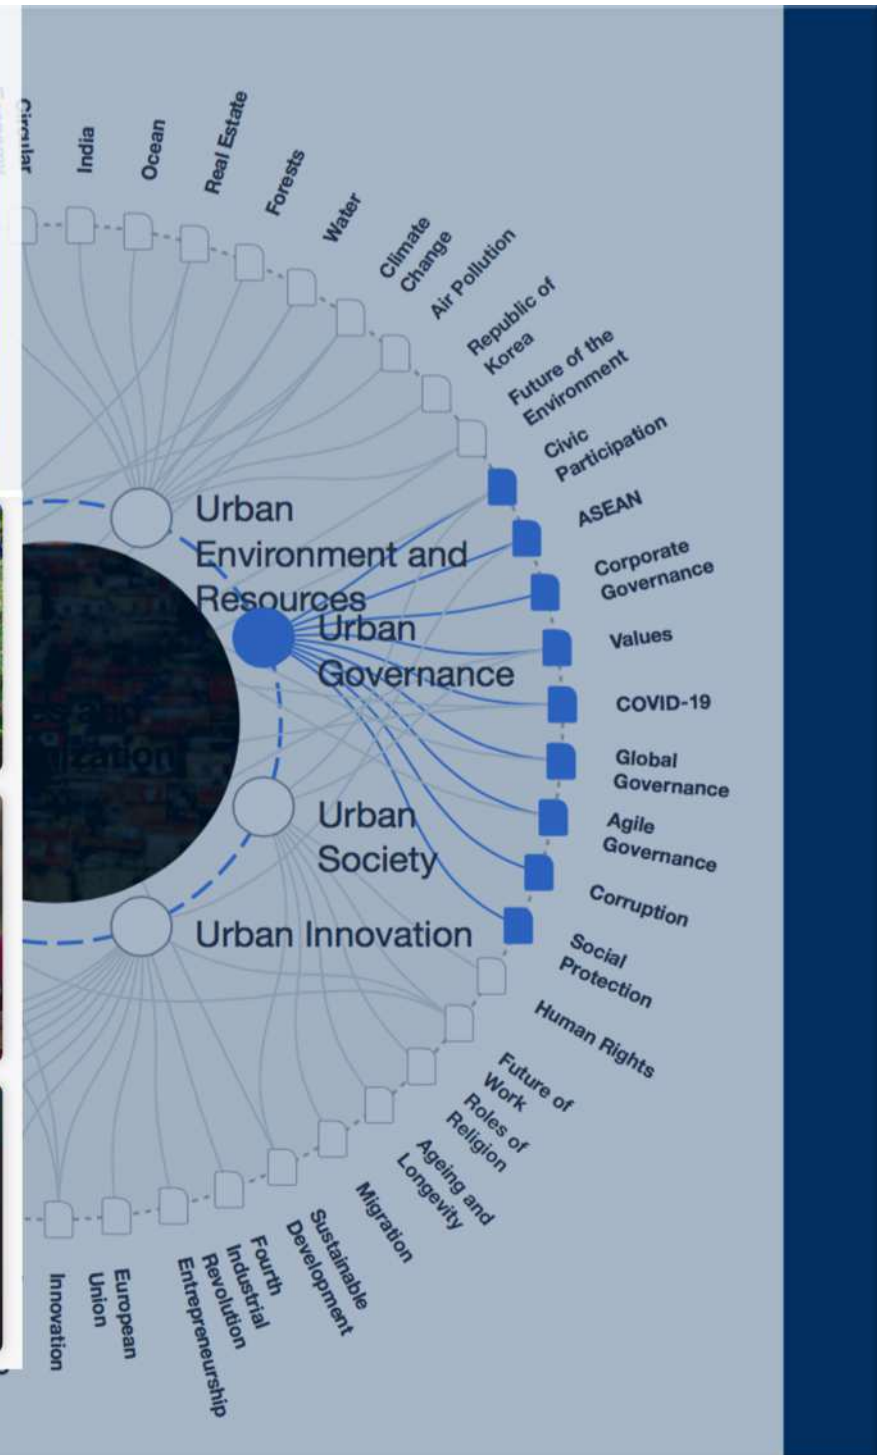 Circular
India
Ocean
Real Estate
Forests
Water
Climate
Change
Air Pollution
Republic of
Korea
Future of the
Environment
Civic
Participation
ASEAN
Corporate
Governance
Values
COVID-19
Global
Governance
Agile
Governance
Corruption
Social
Protection
Human Rights
Future of
Work
Roles of
Religion
Ageing and
Longevity
Migration
Sustainable
Development
Fourth
Industrial
Revolution
Entrepreneurship
European
Union
Innovation
Urban
Environment and
Resources
Urban
Governance
Urban
Society
Urban Innovation